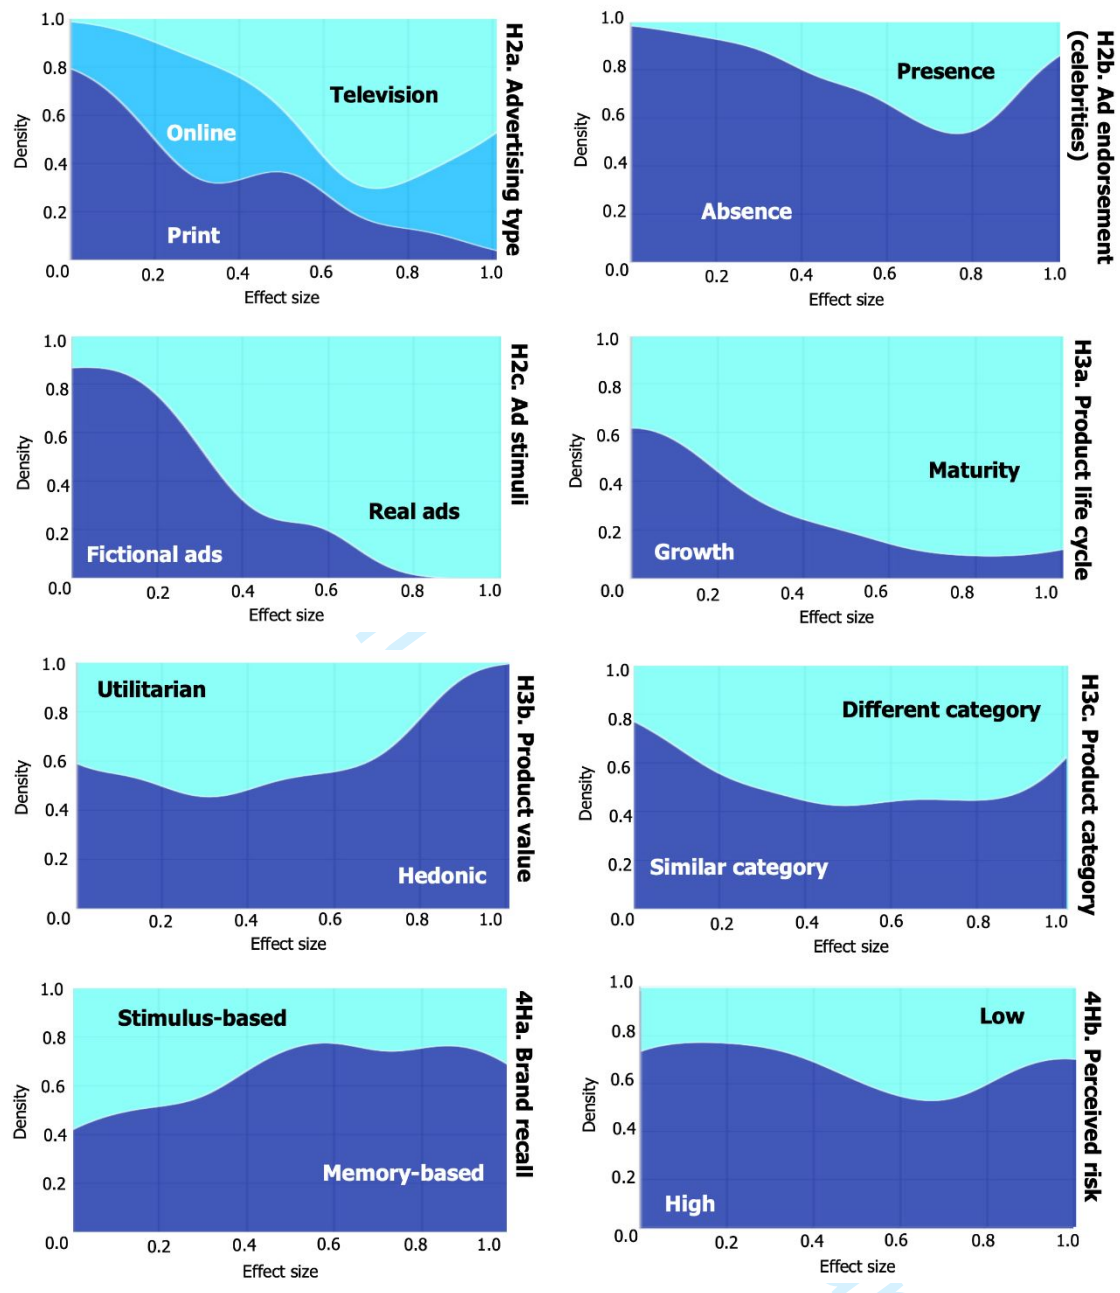 1.0
0.8
0.6
0.4
0.2
0.0
Density
Television
Online
Print
0.2
0.4
0.6
0.8
1.0
Effect size
H2a. Advertising type
1.0
0.8
0.6
0.4
0.2
0.0
Density
Presence
Absence
0.2
0.4
0.6
0.8
1.0
Effect size
H2b. Ad endorsement
(celebrities)
1.0
0.8
0.6
0.4
0.2
0.0
Density
Real ads
Fictional ads
0.2
0.4
0.6
0.8
1.0
Effect size
H2c. Ad stimuli
1.0
0.8
0.6
0.4
0.2
0.0
Density
Maturity
Growth
0.2
0.4
0.6
0.8
1.0
Effect size
H3a. Product life cycle
1.0
0.8
0.6
0.4
0.2
0.0
Density
Utilitarian
Hedonic
0.2
0.4
0.6
0.8
1.0
Effect size
H3b. Product value
1.0
0.8
0.6
0.4
0.2
0.0
Density
Different category
Similar category
0.2
0.4
0.6
0.8
1.0
Effect size
H3c. Product category
1.0
0.8
0.6
0.4
0.2
0.0
Density
Stimulus-based
Memory-based
0.2
0.4
0.6
0.8
1.0
Effect size
4Ha. Brand recall
1.0
0.8
0.6
0.4
0.2
0.0
Density
Low
High
0.2
0.4
0.6
0.8
1.0
Effect size
4Hb. Perceived risk